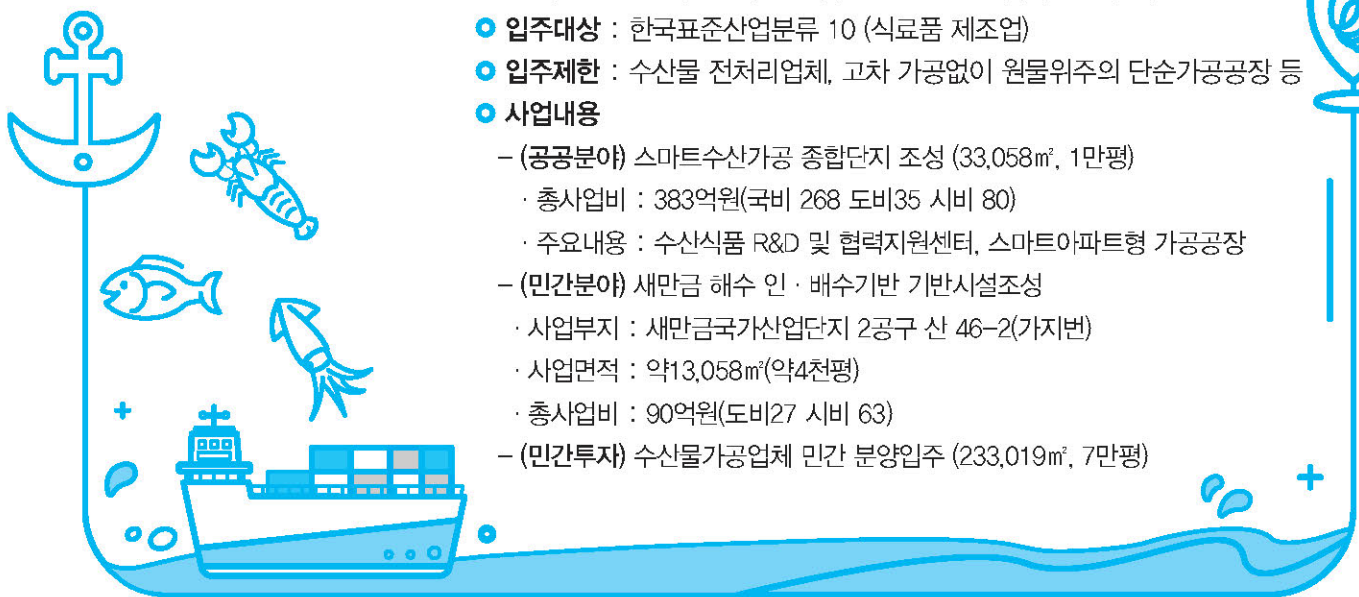 입주대상 : 한국표준산업분류 10 (식료품 제조업)
입주제한 : 수산물 전처리업체, 고차 가공없이 원물위주의 단순가공공장 등
사업내용
– (공공분야) 스마트수산가공 종합단지 조성 (33,058㎡, 1만평)
· 총사업비 : 383억원(국비 268 도비35 시비 80)
· 주요내용 : 수산식품 R&D 및 협력지원센터, 스마트아파트형 가공공장
– (민간분야) 새만금 해수 인 · 배수기반 기반시설조성
· 사업부지 : 새만금국가산업단지 2공구 산 46–2(가지번)
· 사업면적 : 약13,058㎡(약4천평)
· 총사업비 : 90억원(도비27 시비 63)
– (민간투자) 수산물가공업체 민간 분양입주 (233,019㎡, 7만평)